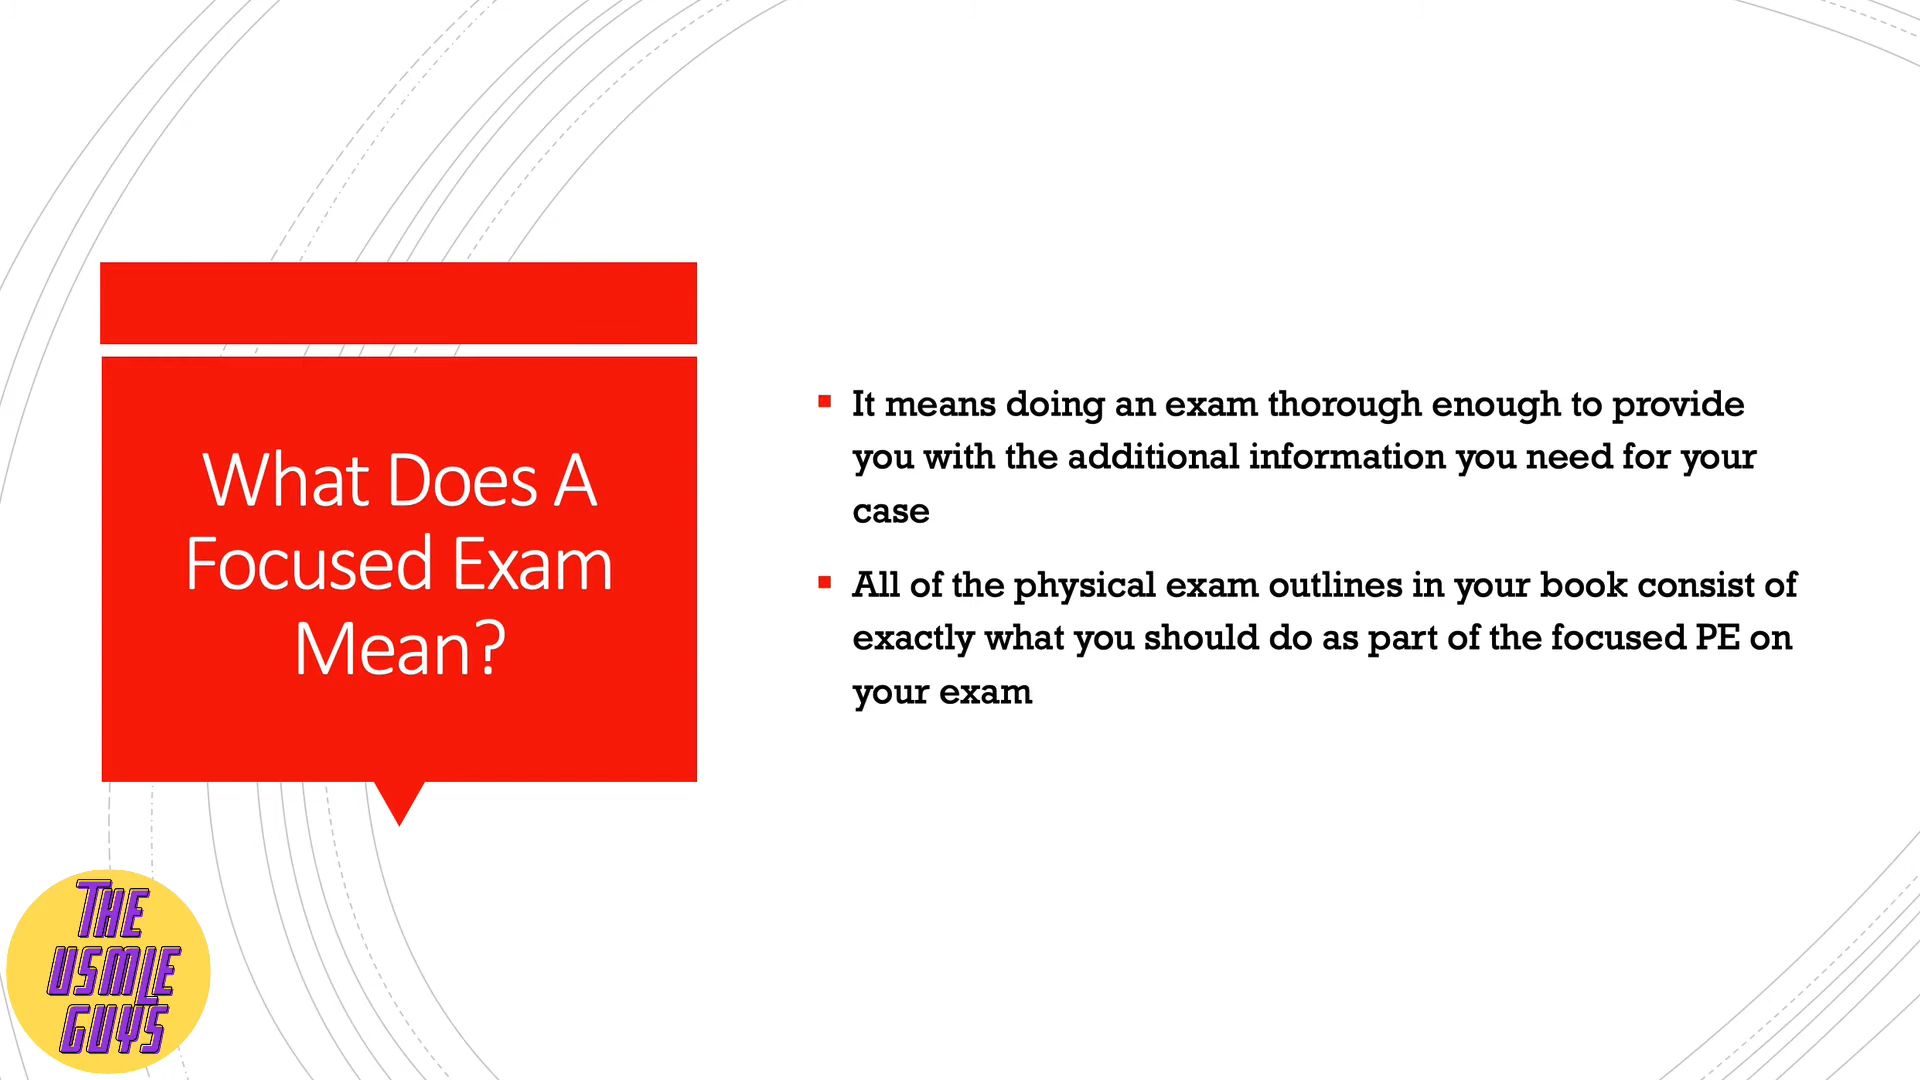 What Does A
Focused Exam
Mean?
It means doing an exam thorough enough to provide
you with the additional information you need for your
case
All of the physical exam outlines in your book consist of
exactly what you should do as part of the focused PE on
your exam
THE
USMLE
GUYS